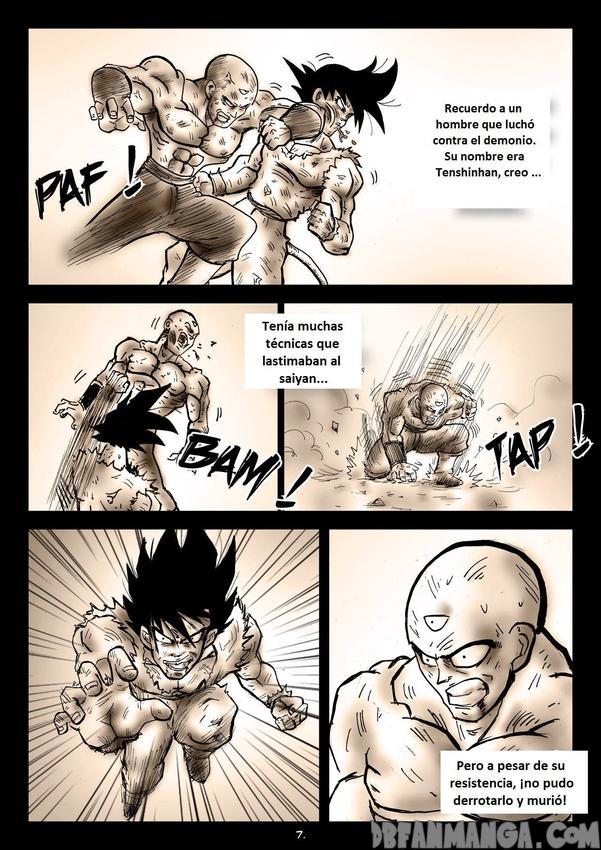 Recuerdo a un
hombre que luchó
contra el demonio.
Su nombre era
Tenshinhan, creo ...
PAF !
Tenía muchas
técnicas que
lastimaban al
saiyan...
BAM !
TAP !
Pero a pesar de su
resistencia, ¡no pudo
derrotarlo y murió!
7.
DBFANMANGA.COM